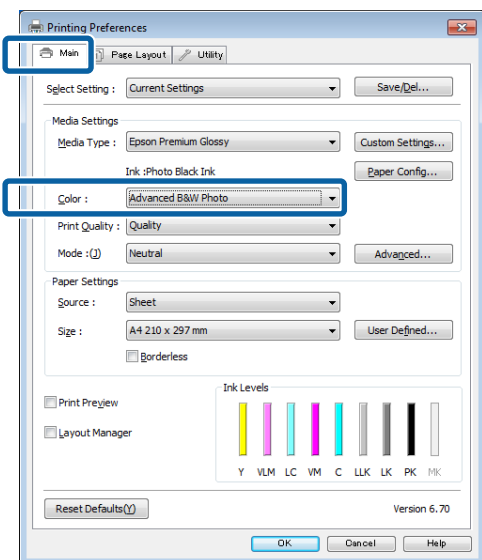 Printing Preferences
Main Page Layout Utility
Select Setting : Current Settings Save/Del...
Media Settings
Media Type : Epson Premium Glossy Custom Settings...
Ink :Photo Black Ink Paper Config...
Color : Advanced B&W Photo
Print Quality : Quality
Mode :(J) Neutral Advanced...
Paper Settings
Source : Sheet
Size : A4 210 x 297 mm User Defined...
Borderless
Ink Levels
Print Preview
Layout Manager
Y VLM LC VM C LLK LK PK MK
Reset Defaults(Y) Version 6.70
OK Cancel Help